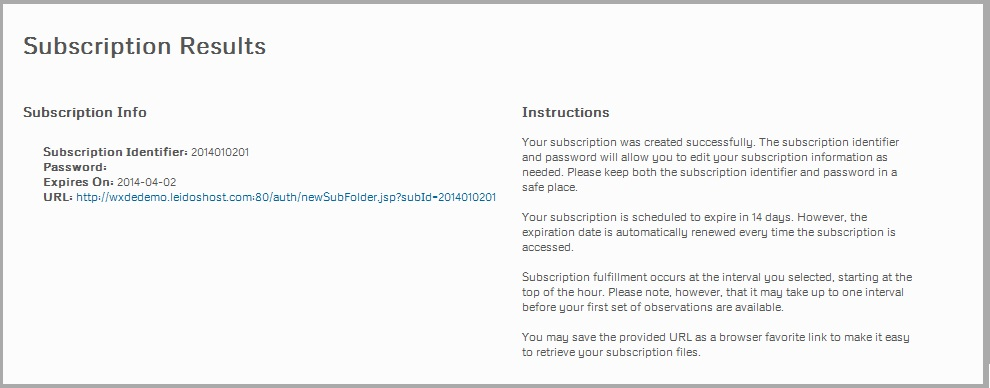 Subscription Results
Subscription Info
Subscription Identifier: 2014010201
Password:
Expires On: 2014-04-02
URL: http://wxdedemo.leidoshost.com:80/auth/newSubFolder.jsp?subId=2014010201
Instructions
Your subscription was created successfully. The subscription identifier
and password will allow you to edit your subscription information as
needed. Please keep both the subscription identifier and password in a
safe place.
Your subscription is scheduled to expire in 14 days. However, the
expiration date is automatically renewed every time the subscription is
accessed.
Subscription fulfillment occurs at the interval you selected, starting at the
top of the hour. Please note, however, that it may take up to one interval
before your first set of observations are available.
You may save the provided URL as a browser favorite link to make it easy
to retrieve your subscription files.